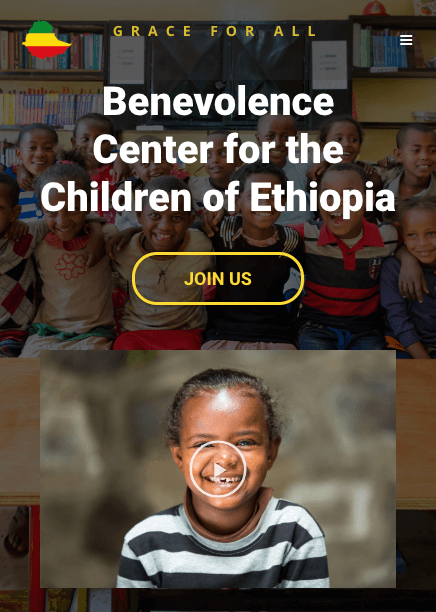 GRACE FOR ALL
Benevolence
Center for the
Children of Ethiopia
JOIN US